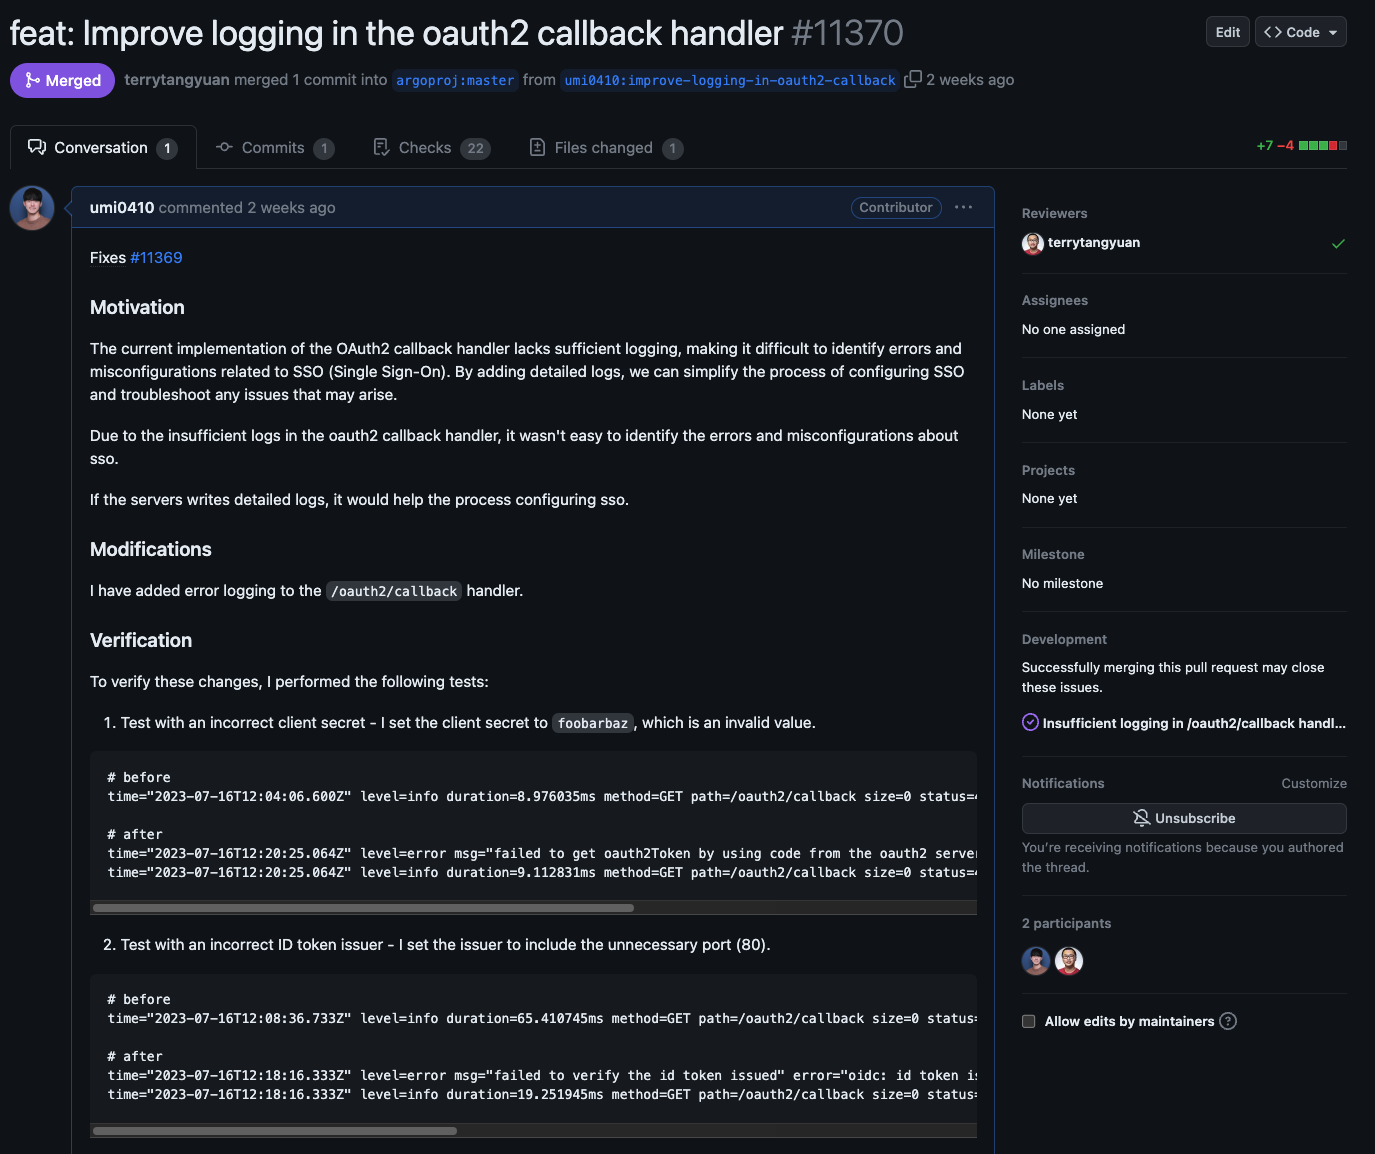 feat: Improve logging in the oauth2 callback handler #11370
Edit
<> Code
Merged
terrytangyuan merged 1 commit into argoproj:master from umi0410:improve-logging-in-oauth2-callback 2 weeks ago
Conversation 1
Commits 1
Checks 22
Files changed 1
+7 −4
umi0410 commented 2 weeks ago
Contributor
Fixes #11369
Motivation
The current implementation of the OAuth2 callback handler lacks sufficient logging, making it difficult to identify errors and
misconfigurations related to SSO (Single Sign-On). By adding detailed logs, we can simplify the process of configuring SSO
and troubleshoot any issues that may arise.
Due to the insufficient logs in the oauth2 callback handler, it wasn't easy to identify the errors and misconfigurations about
sso.
If the servers writes detailed logs, it would help the process configuring sso.
Modifications
I have added error logging to the /oauth2/callback handler.
Verification
To verify these changes, I performed the following tests:
1. Test with an incorrect client secret - I set the client secret to foobarbaz, which is an invalid value.
# before
time="2023-07-16T12:04:06.600Z" level=info duration=8.976035ms method=GET path=/oauth2/callback size=0 status=4
# after
time="2023-07-16T12:20:25.064Z" level=error msg="failed to get oauth2Token by using code from the oauth2 server
time="2023-07-16T12:20:25.064Z" level=info duration=9.112831ms method=GET path=/oauth2/callback size=0 status=4
2. Test with an incorrect ID token issuer - I set the issuer to include the unnecessary port (80).
# before
time="2023-07-16T12:08:36.733Z" level=info duration=65.410745ms method=GET path=/oauth2/callback size=0 status=
# after
time="2023-07-16T12:18:16.333Z" level=error msg="failed to verify the id token issued" error="oidc: id token is
time="2023-07-16T12:18:16.333Z" level=info duration=19.251945ms method=GET path=/oauth2/callback size=0 status=
Reviewers
terrytangyuan
Assignees
No one assigned
Labels
None yet
Projects
None yet
Milestone
No milestone
Development
Successfully merging this pull request may close
these issues.
Insufficient logging in /oauth2/callback handl...
Notifications
Customize
Unsubscribe
You're receiving notifications because you authored
the thread.
2 participants
Allow edits by maintainers ?